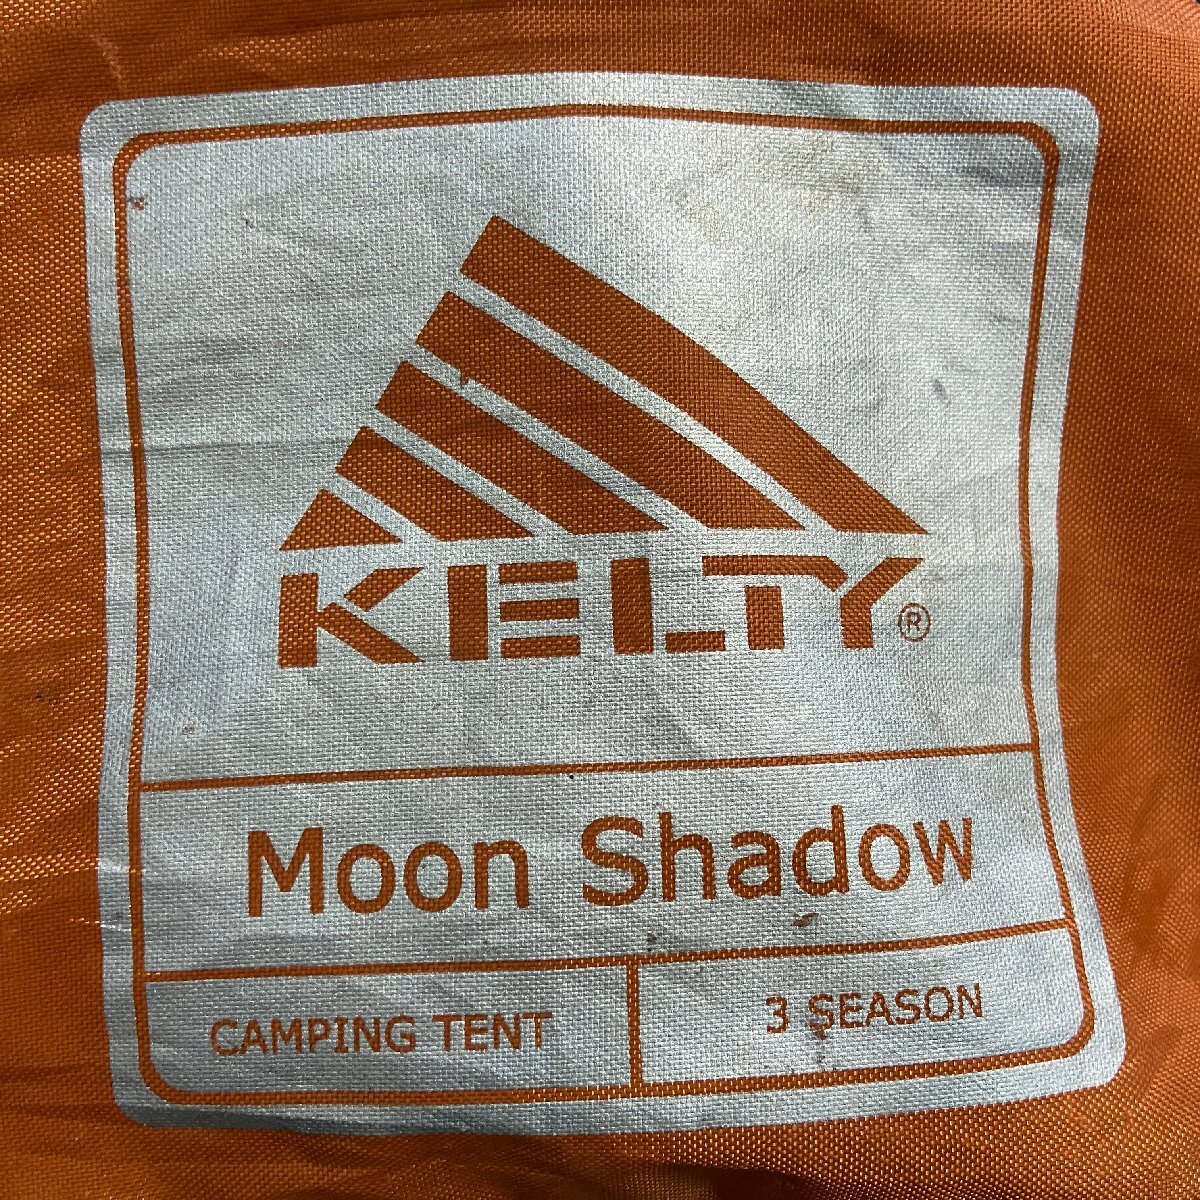 KELTY®
Moon Shadow
CAMPING TENT
3 SEASON